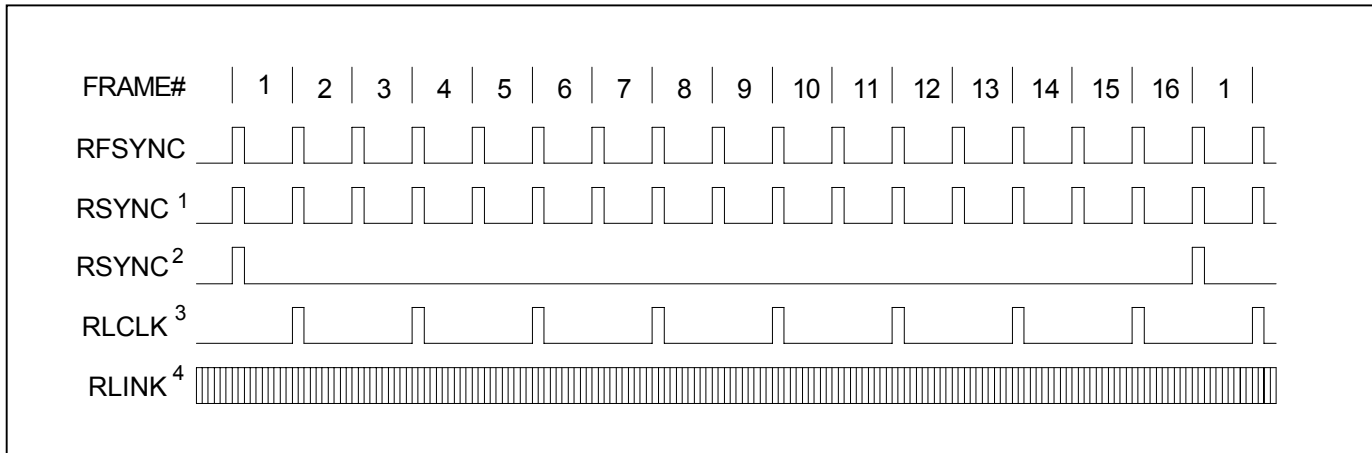 FRAME# 1 2 3 4 5 6 7 8 9 10 11 12 13 14 15 16 1
RFSYNC
RSYNC 1
RSYNC 2
RLCLK 3
RLINK 4